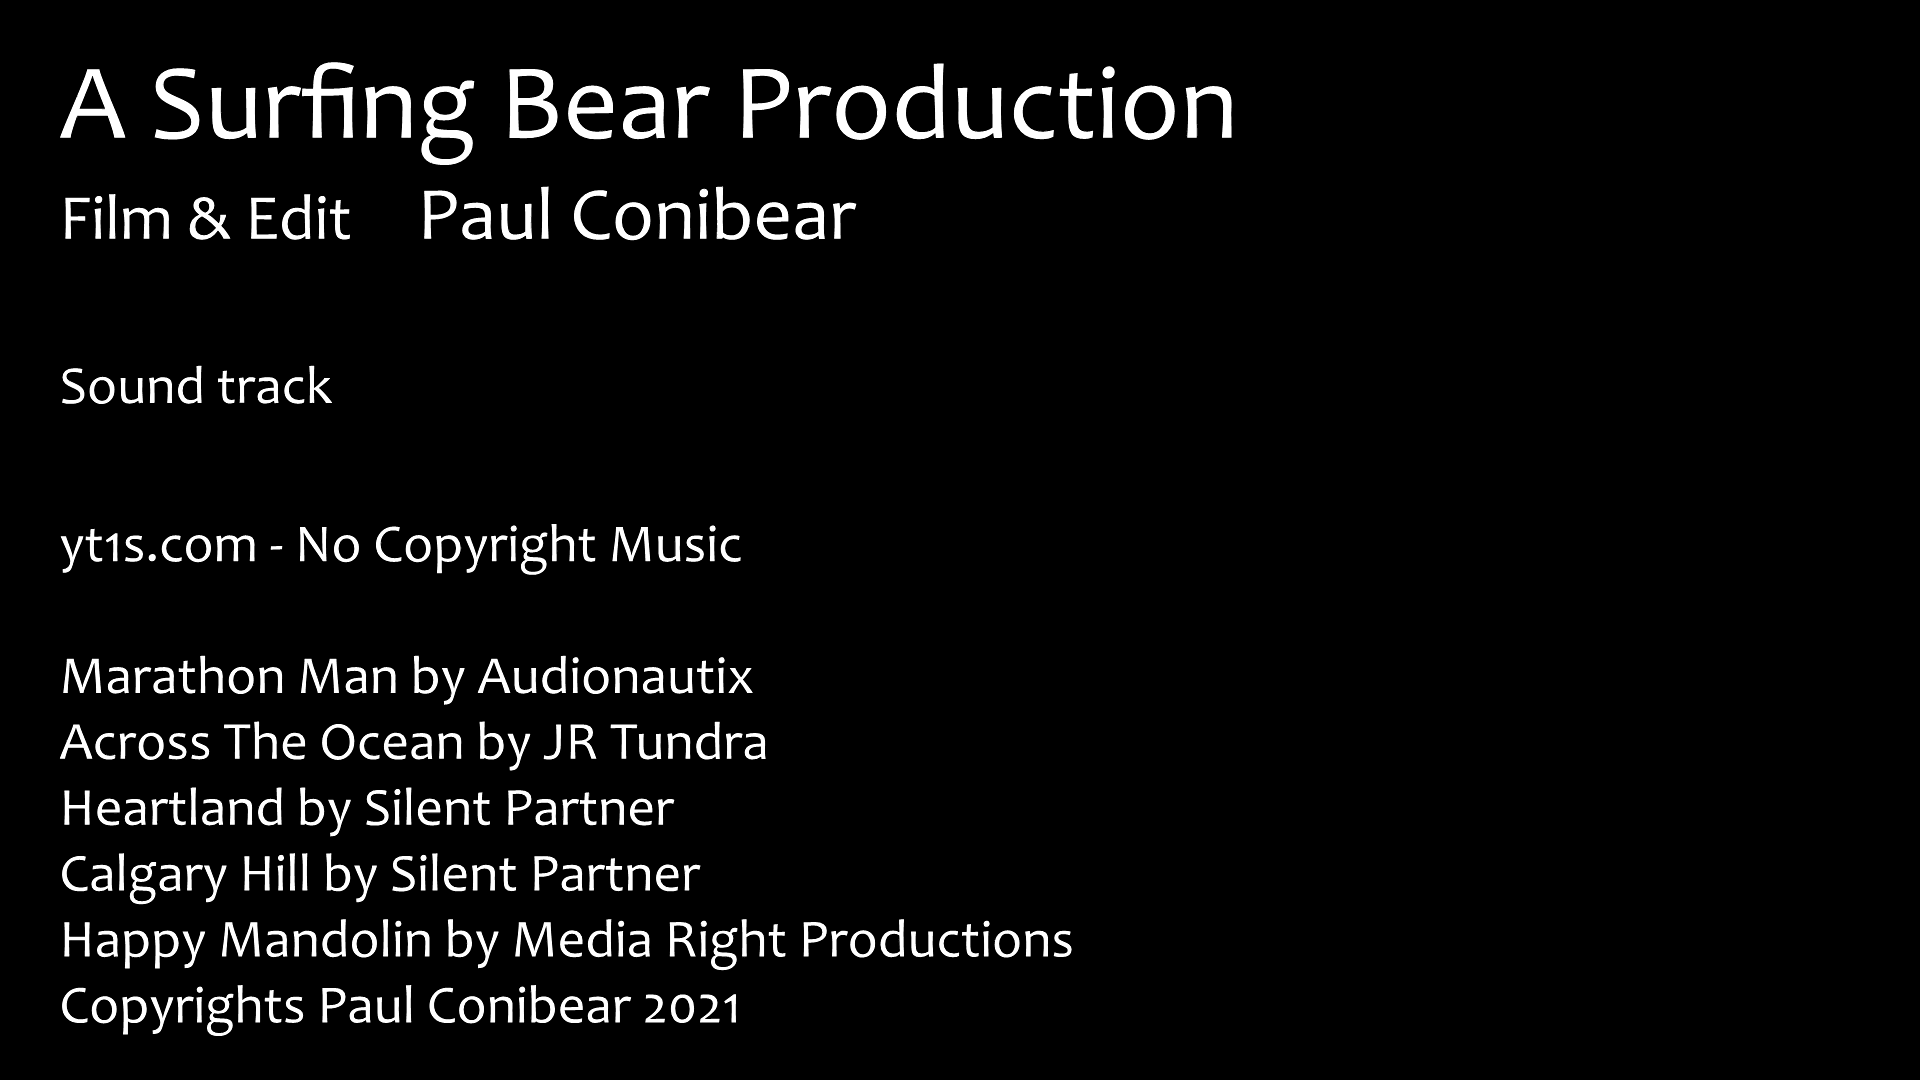 A Surfing Bear Production
Film & Edit Paul Conibear
Sound track
yt1s.com - No Copyright Music
Marathon Man by Audionautix
Across The Ocean by JR Tundra
Heartland by Silent Partner
Calgary Hill by Silent Partner
Happy Mandolin by Media Right Productions
Copyrights Paul Conibear 2021